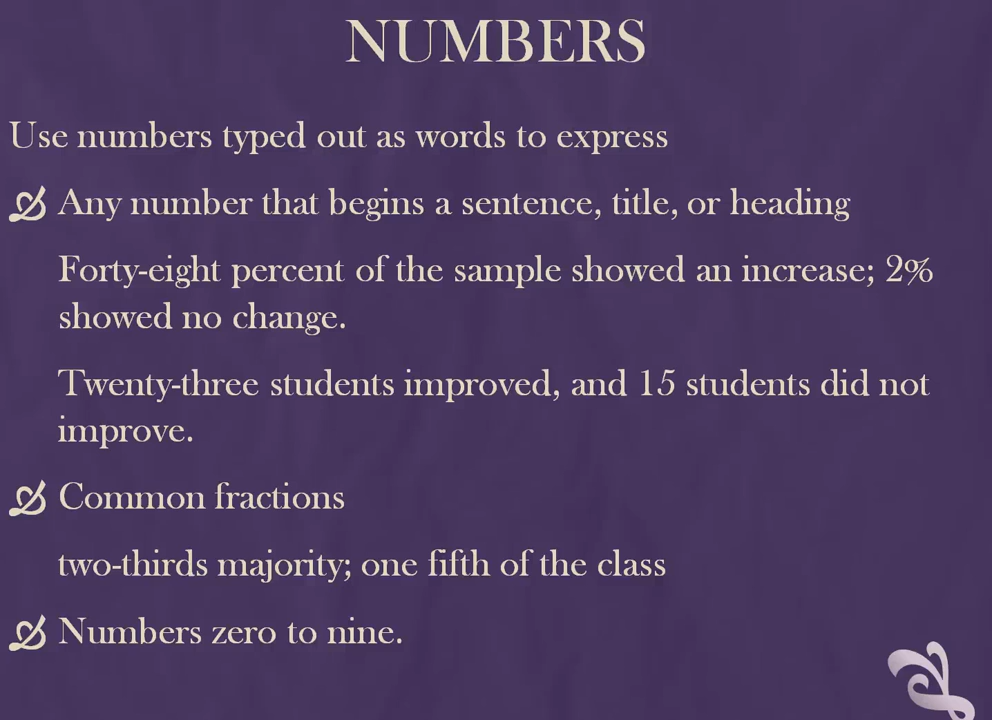 NUMBERS
Use numbers typed out as words to express
Any number that begins a sentence, title, or heading
Forty-eight percent of the sample showed an increase; 2%
showed no change.
Twenty-three students improved, and 15 students did not
improve.
Common fractions
two-thirds majority; one fifth of the class
Numbers zero to nine.